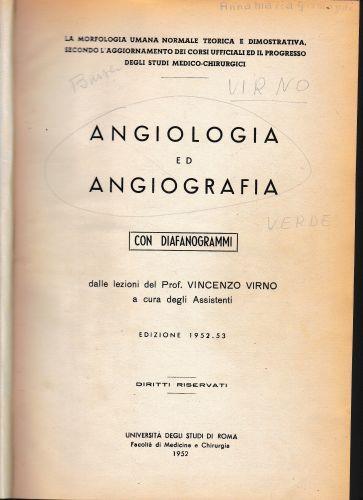 LA MORFOLOGIA UMANA NORMALE TEORICA E DIMOSTRATIVA,
SECONDO L'AGGIORNAMENTO DEI CORSI UFFICIALI ED IL PROGRESSO
DEGLI STUDI MEDICO-CHIRURGICI
VIRNO
ANGIOLOGIA
ED
ANGIOGRAFIA
VERDE
CON DIAFANOGRAMMI
dalle lezioni del Prof. VINCENZO VIRNO
a cura degli Assistenti
EDIZIONE 1952-53
DIRITTI RISERVATI
UNIVERSITÀ DEGLI STUDI DI ROMA
Facoltà di Medicina e Chirurgia
1952